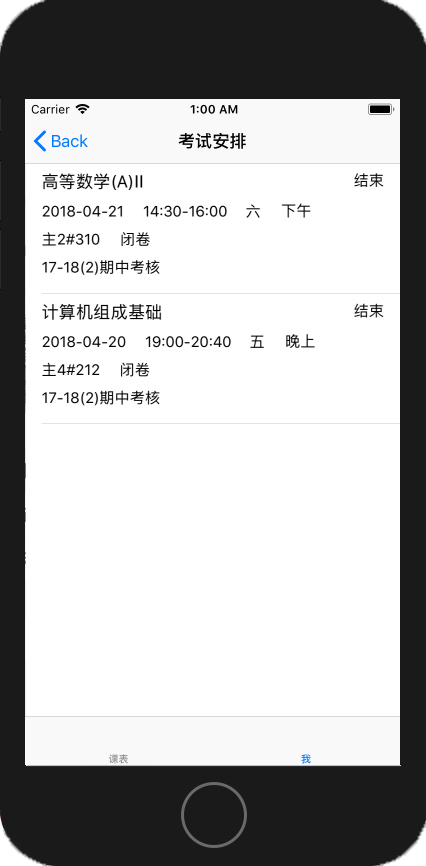 Carrier 1:00 AM
Back 考试安排
高等数学(A)II 结束
2018-04-21 14:30-16:00 六 下午
主2#310 闭卷
17-18(2)期中考核
计算机组成基础 结束
2018-04-20 19:00-20:40 五 晚上
主4#212 闭卷
17-18(2)期中考核
课表 我